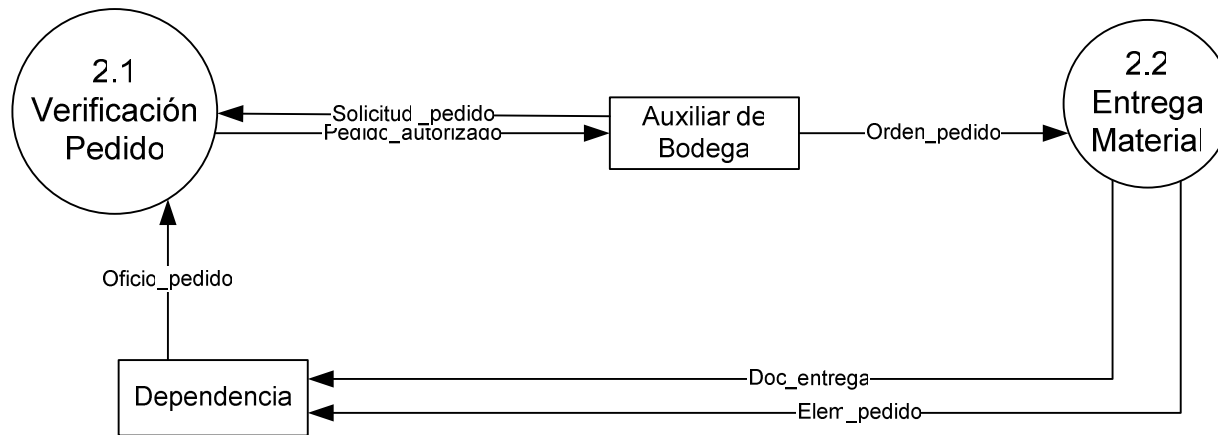 2.1
Verificación
Pedido
Solicitud_pedido
Pedido_autorizado
Auxiliar de
Bodega
Orden_pedido
2.2
Entrega
Material
Oficio_pedido
Dependencia
Doc_entrega
Elem_pedido